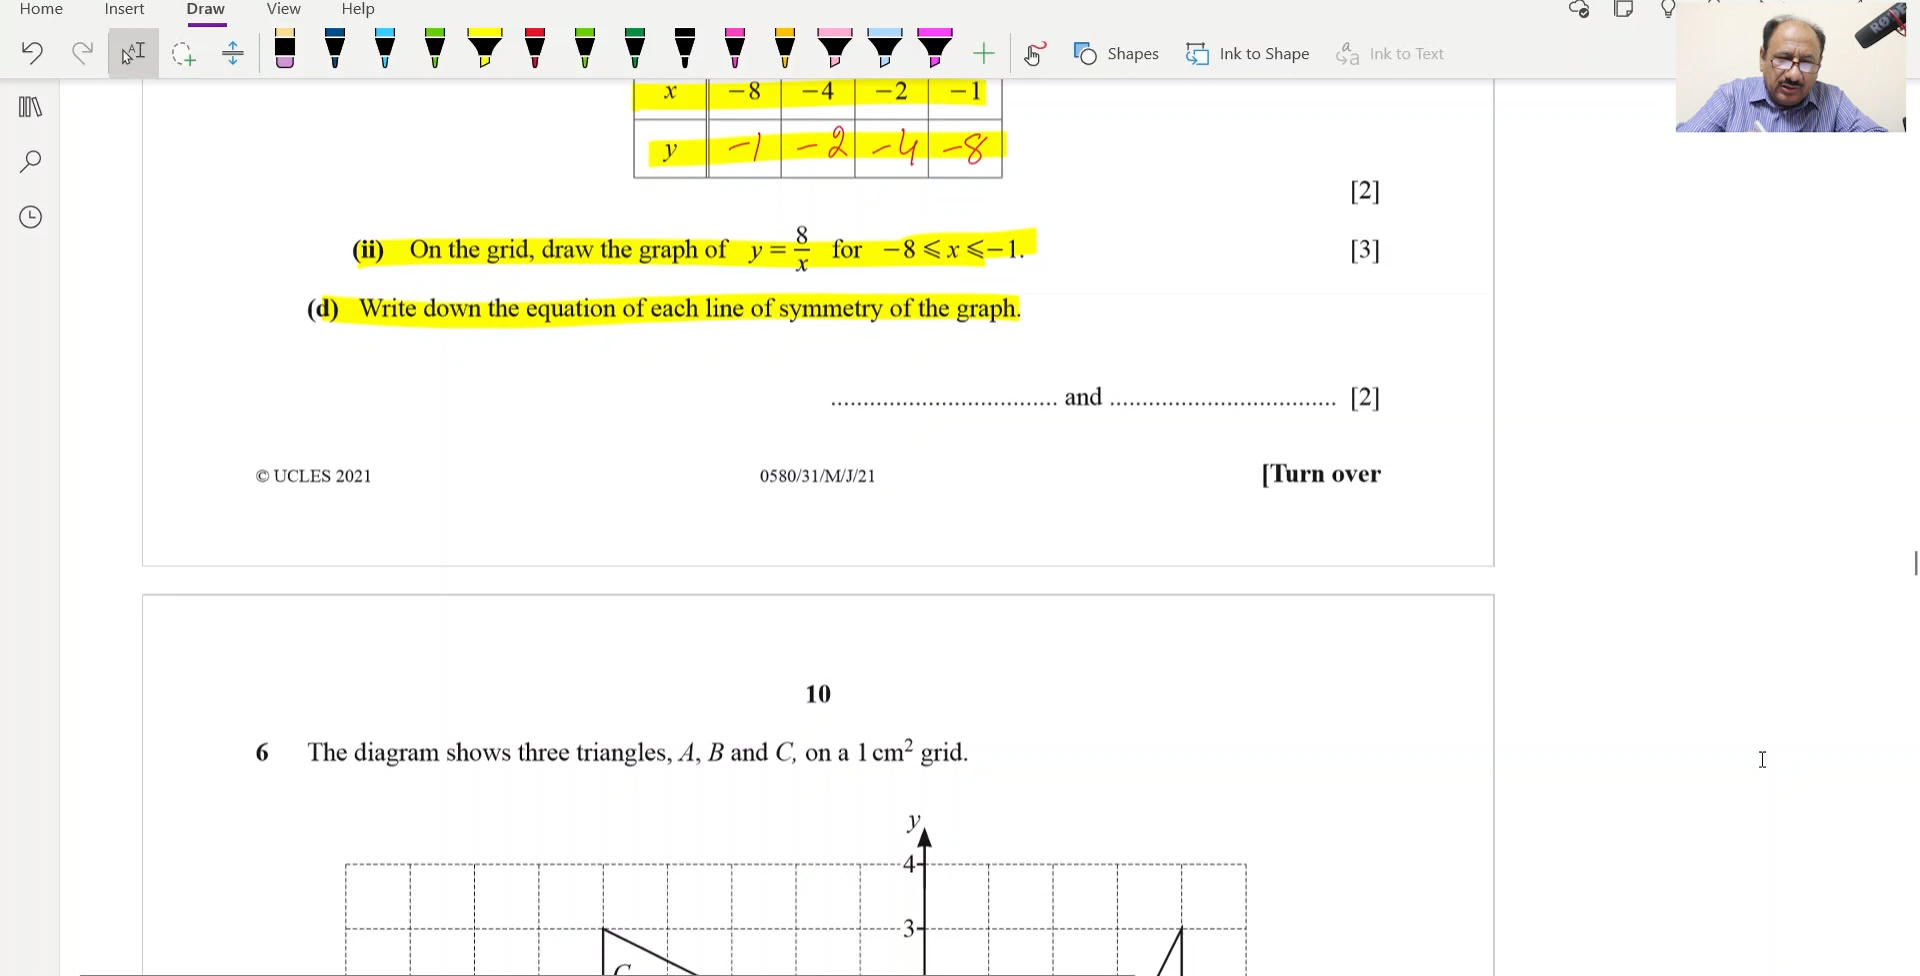 Home Insert Draw View Help
Shapes Ink to Shape Ink to Text
x −8 −4 −2 −1
y −1 −2 −4 −8
[2]
(ii) On the grid, draw the graph of y = 8/x for −8 ⩽ x ⩽ −1. [3]
(d) Write down the equation of each line of symmetry of the graph.
.................................... and .................................... [2]
© UCLES 2021 0580/31/M/J/21 [Turn over
10
6 The diagram shows three triangles, A, B and C, on a 1 cm² grid.
y
4
3
C